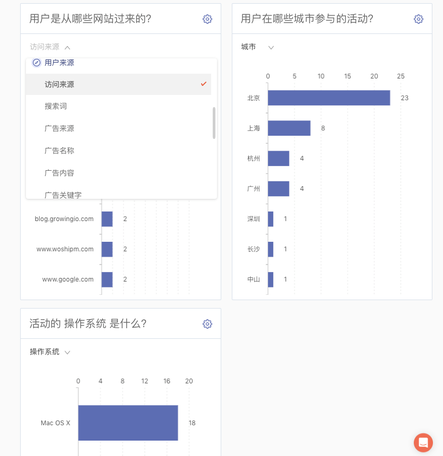 用户是从哪些网站过来的?
访问来源
用户来源
访问来源
搜索词
广告来源
广告名称
广告内容
广告关键字
blog.growingio.com 2
www.woshipm.com 2
www.google.com 2
用户在哪些城市参与的活动?
城市
0 5 10 15 20 25
北京 23
上海 8
杭州 4
广州 4
深圳 1
长沙 1
中山 1
活动的 操作系统 是什么?
操作系统
0 4 8 12 16 20
Mac OS X 18